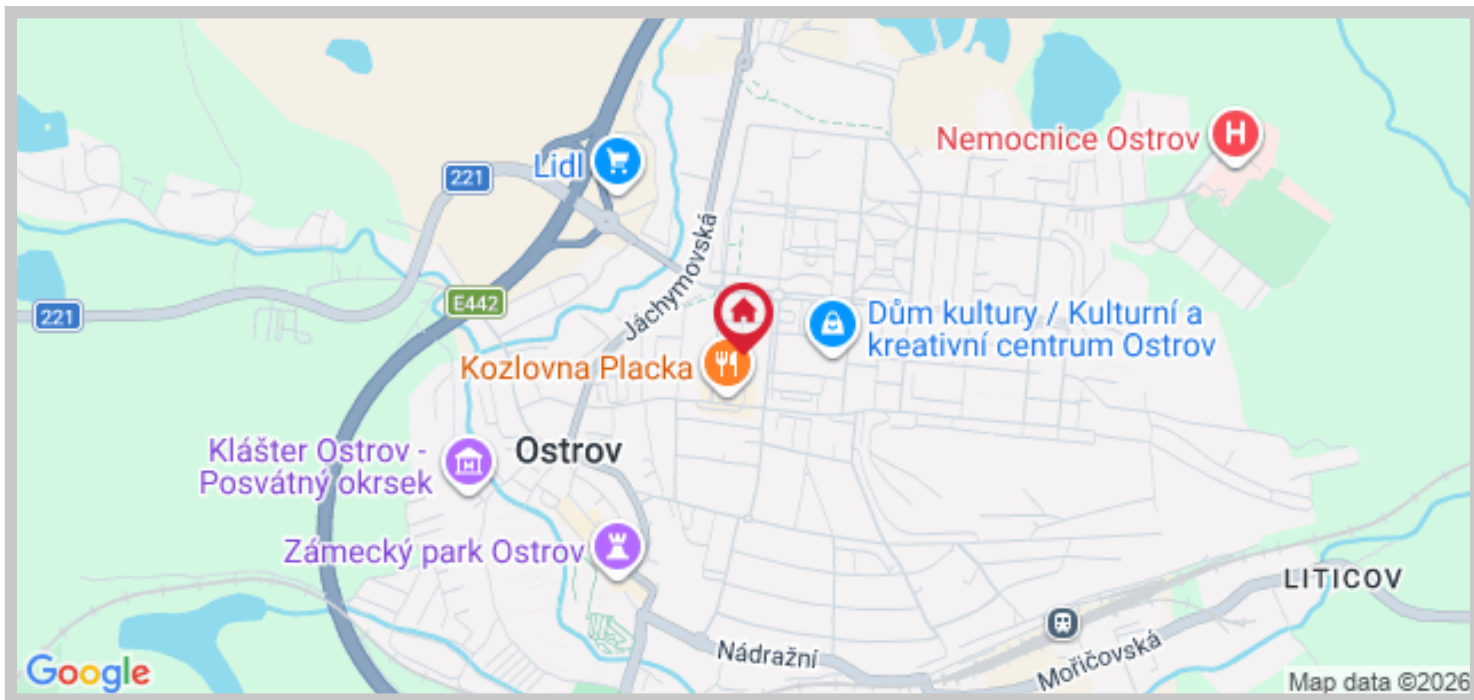 Nemocnice Ostrov
H
Lidl
221
Jáchymovská
E442
221
Dům kultury / Kulturní a
kreativní centrum Ostrov
Kozlovna Placka
Klášter Ostrov -
Posvátný okrsek
Ostrov
Zámecký park Ostrov
LITICOV
Nádražní
Mořičovská
Google
Map data ©2026